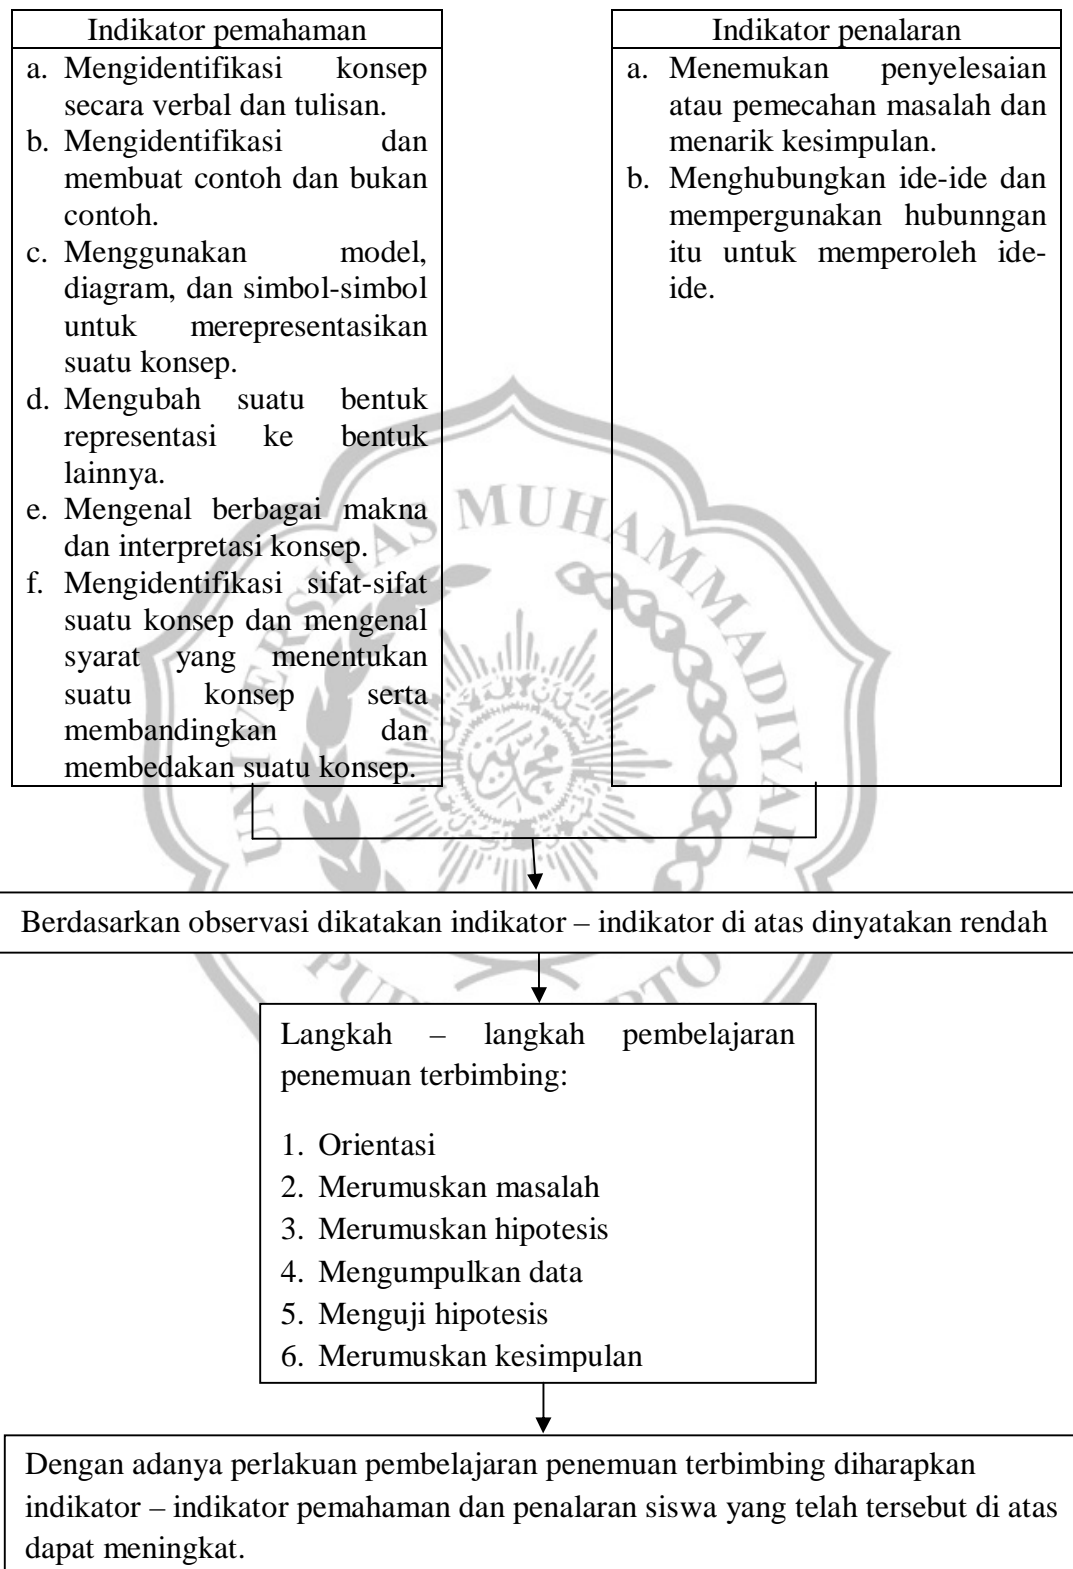 Indikator pemahaman
a. Mengidentifikasi konsep
secara verbal dan tulisan.
b. Mengidentifikasi dan
membuat contoh dan bukan
contoh.
c. Menggunakan model,
diagram, dan simbol-simbol
untuk merepresentasikan
suatu konsep.
d. Mengubah suatu bentuk
representasi ke bentuk
lainnya.
e. Mengenal berbagai makna
dan interpretasi konsep.
f. Mengidentifikasi sifat-sifat
suatu konsep dan mengenal
syarat yang menentukan
suatu konsep serta
membandingkan dan
membedakan suatu konsep.
Indikator penalaran
a. Menemukan penyelesaian
atau pemecahan masalah dan
menarik kesimpulan.
b. Menghubungkan ide-ide dan
mempergunakan hubunngan
itu untuk memperoleh ide-
ide.
UNIVERSITAS MUHAMMADIYAH
Berdasarkan observasi dikatakan indikator – indikator di atas dinyatakan rendah
Langkah – langkah pembelajaran
penemuan terbimbing:
1. Orientasi
2. Merumuskan masalah
3. Merumuskan hipotesis
4. Mengumpulkan data
5. Menguji hipotesis
6. Merumuskan kesimpulan
Dengan adanya perlakuan pembelajaran penemuan terbimbing diharapkan
indikator – indikator pemahaman dan penalaran siswa yang telah tersebut di atas
dapat meningkat.